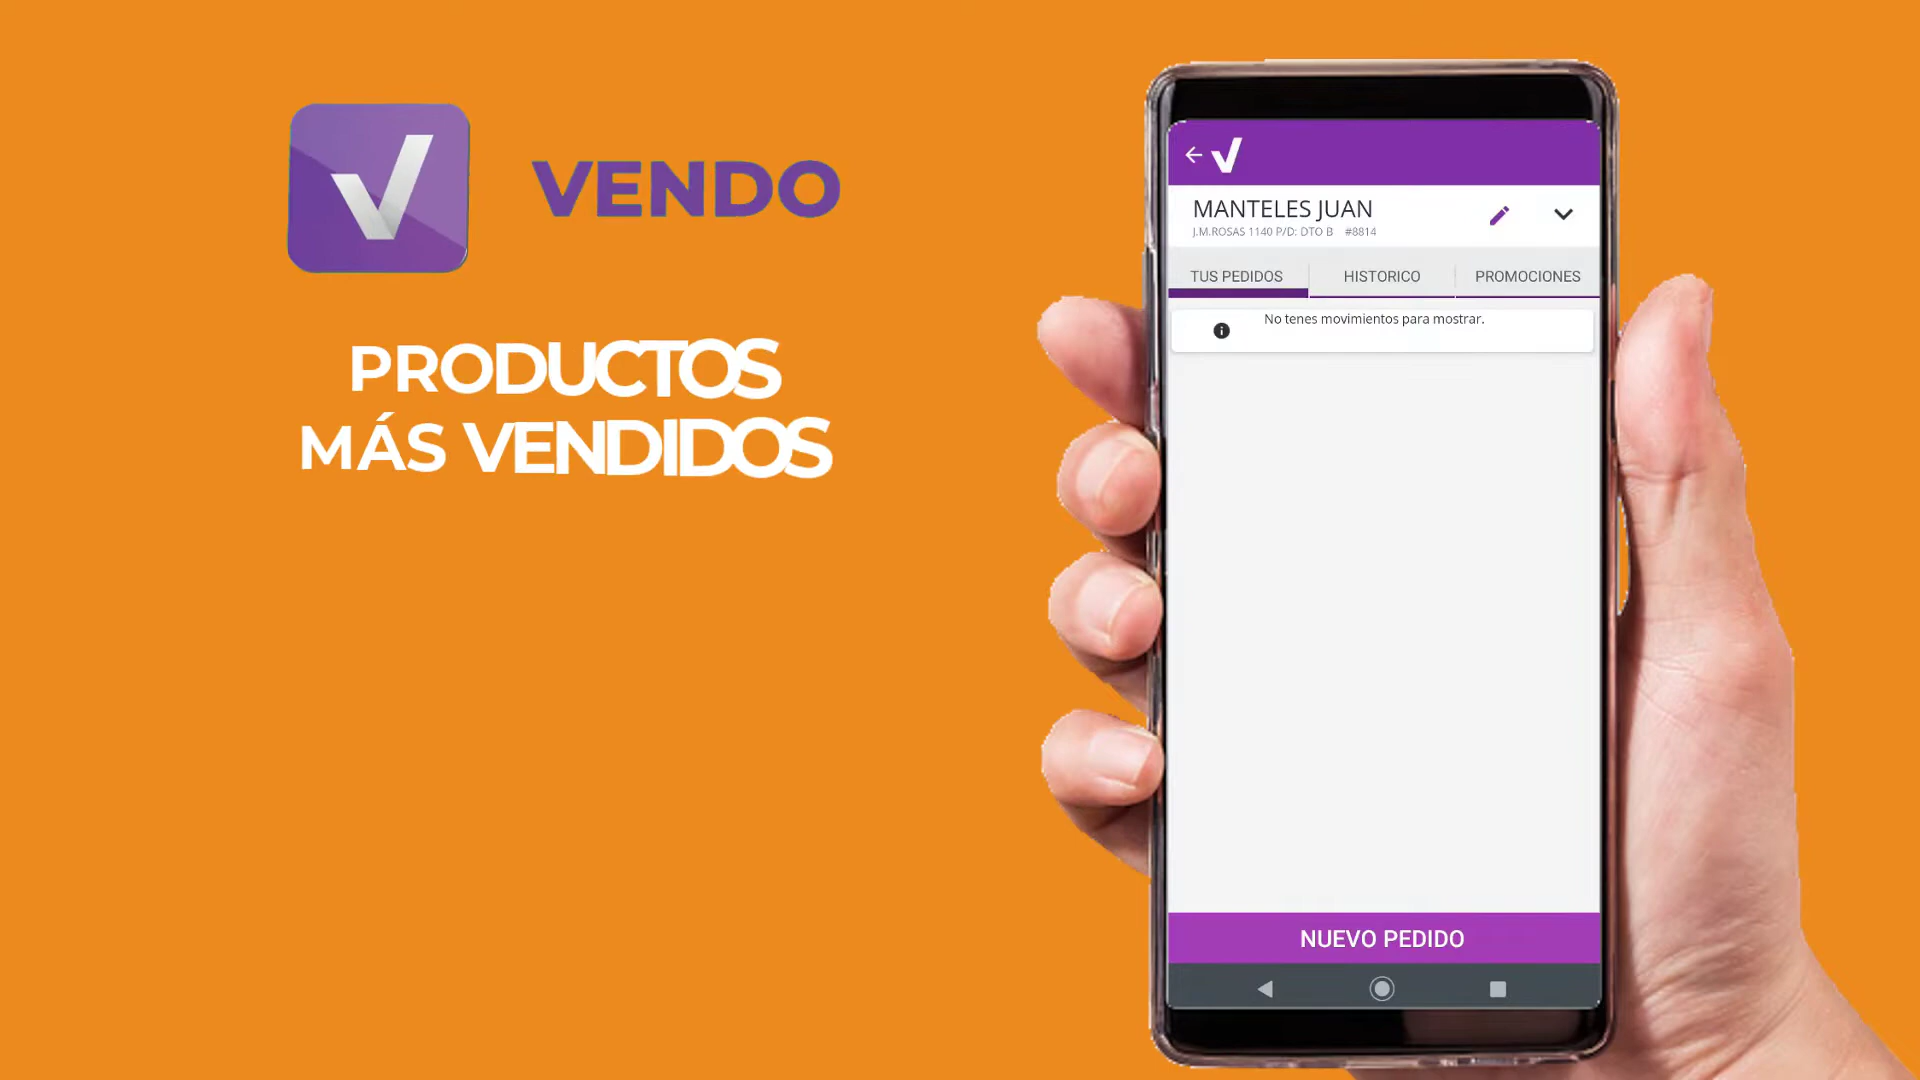 VENDO
PRODUCTOS
MÁS VENDIDOS
MANTELES JUAN
J.M.ROSAS 1140 P/D: DTO B #8814
TUS PEDIDOS HISTORICO PROMOCIONES
No tenes movimientos para mostrar.
NUEVO PEDIDO